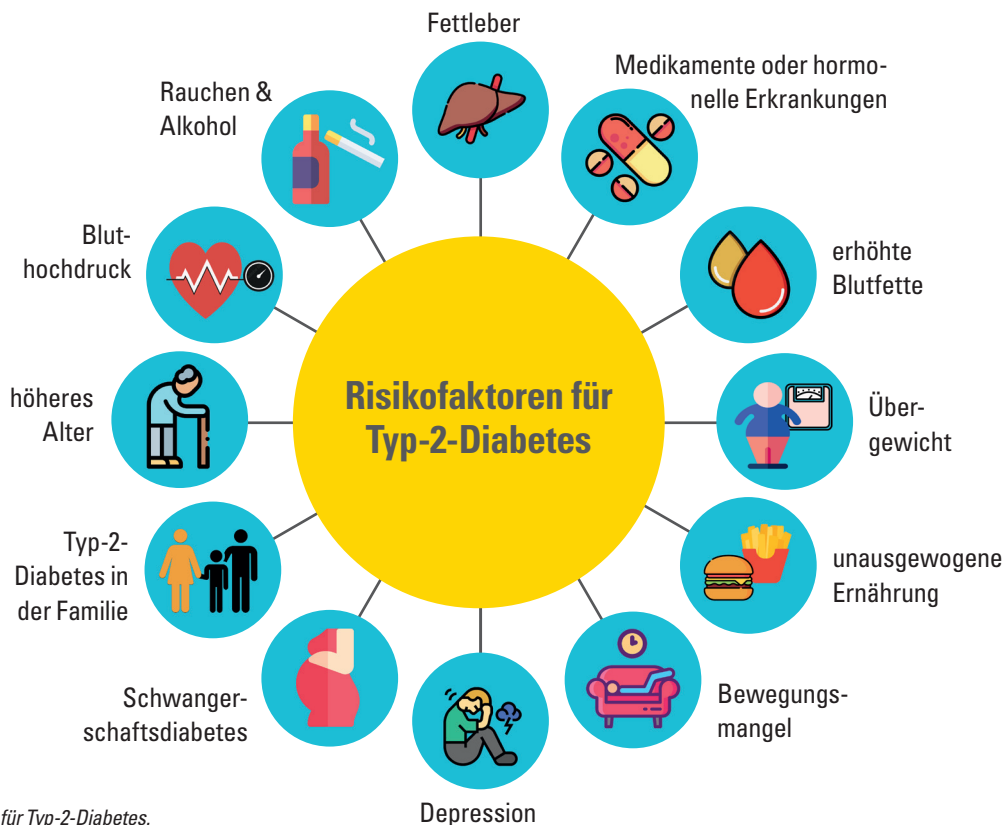 Fettleber
Medikamente oder hormo-
nelle Erkrankungen
Rauchen &
Alkohol
Blut-
hochdruck
erhöhte
Blutfette
Risikofaktoren für
Typ-2-Diabetes
höheres
Alter
Über-
gewicht
Typ-2-
Diabetes in
der Familie
unausgewogene
Ernährung
Schwanger-
schaftsdiabetes
Bewegungs-
mangel
Depression
für Typ-2-Diabetes.